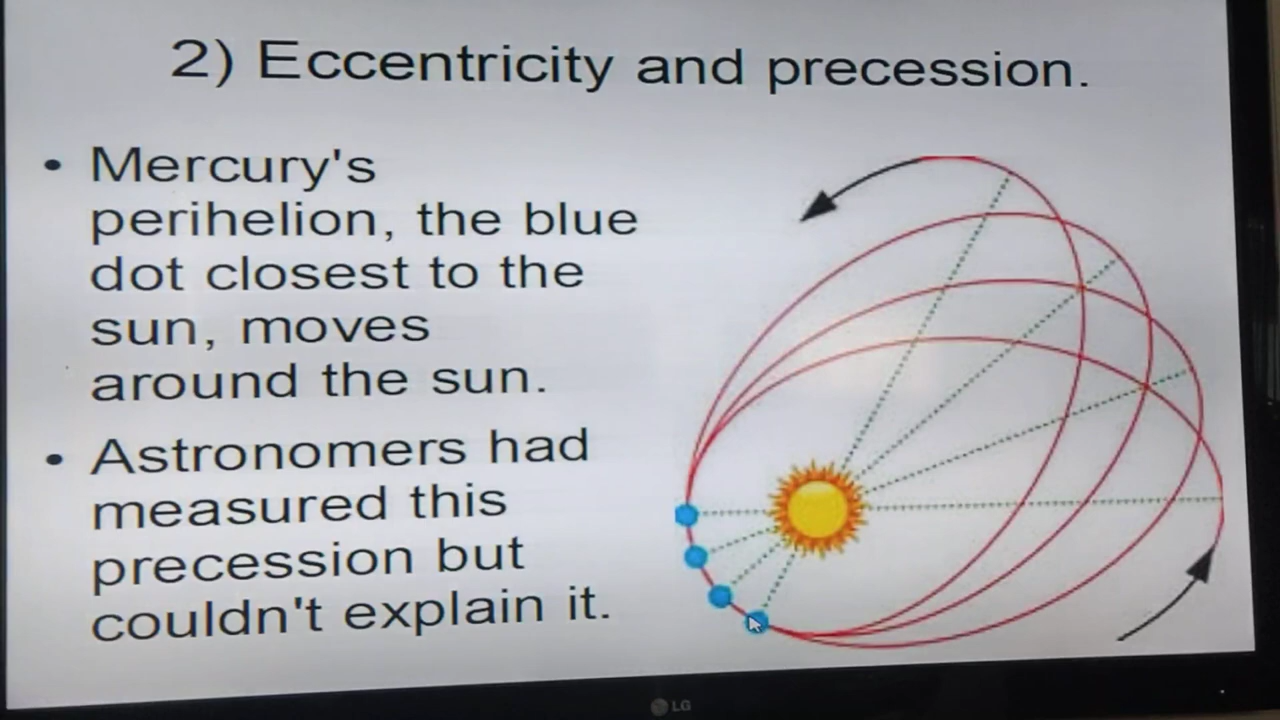 2) Eccentricity and precession.
• Mercury's
perihelion, the blue
dot closest to the
sun, moves
around the sun.
• Astronomers had
measured this
precession but
couldn't explain it.
LG